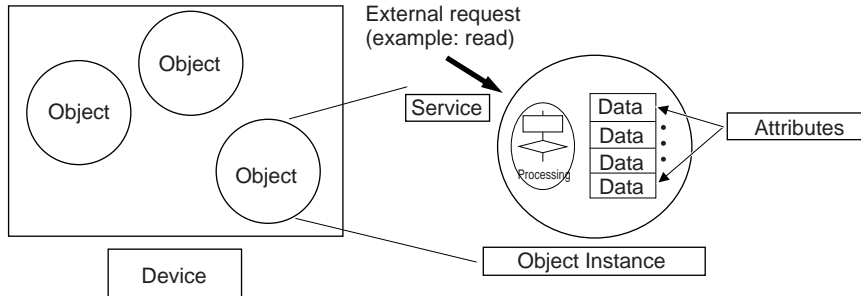 External request
(example: read)
Object
Object
Object
Device
Service
Processing
Data
Data
Data
Data
Attributes
Object Instance